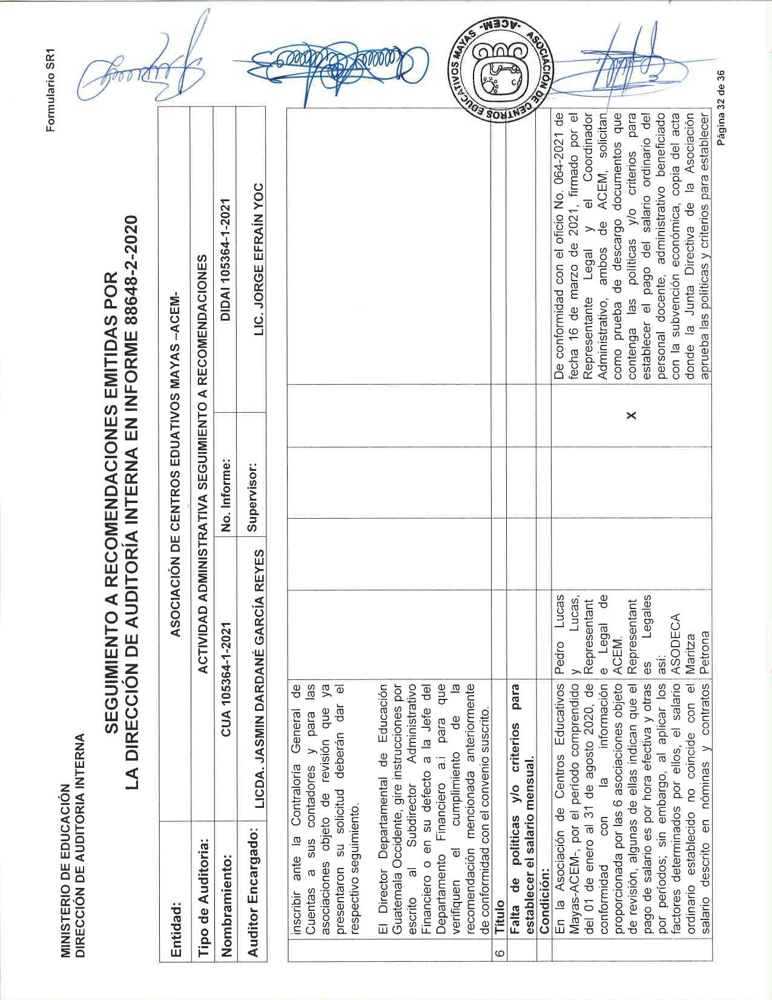 Formulario SR1
MINISTERIO DE EDUCACIÓN
DIRECCIÓN DE AUDITORIA INTERNA
SEGUIMIENTO A RECOMENDACIONES EMITIDAS POR
LA DIRECCIÓN DE AUDITORÍA INTERNA EN INFORME 88648-2-2020
Entidad: ASOCIACIÓN DE CENTROS EDUATIVOS MAYAS –ACEM-
Tipo de Auditoria: ACTIVIDAD ADMINISTRATIVA SEGUIMIENTO A RECOMENDACIONES
Nombramiento: CUA 105364-1-2021 No. Informe: DIDAI 105364-1-2021
Auditor Encargado: LICDA. JASMIN DARDANÉ GARCÍA REYES Supervisor: LIC. JORGE EFRAÍN YOC
inscribir ante la Contraloría General de
Cuentas a sus contadores y para las
asociaciones objeto de revisión que ya
presentaron su solicitud deberán dar el
respectivo seguimiento.
El Director Departamental de Educación
Guatemala Occidente, gire instrucciones por
escrito al Subdirector Administrativo
Financiero o en su defecto a la Jefe del
Departamento Financiero a.i para que
verifiquen el cumplimiento de la
recomendación mencionada anteriormente
de conformidad con el convenio suscrito.
6 Título
Falta de políticas y/o criterios para
establecer el salario mensual.
Condición:
En la Asociación de Centros Educativos
Mayas-ACEM-, por el período comprendido
del 01 de enero al 31 de agosto 2020, de
conformidad con la información
proporcionada por las 6 asociaciones objeto
de revisión, algunas de ellas indican que el
pago de salario es por hora efectiva y otras
por períodos; sin embargo, al aplicar los
factores determinados por ellos, el salario
ordinario establecido no coincide con el
salario descrito en nóminas y contratos
Pedro Lucas
y Lucas,
Representant
e Legal de
ACEM.
Representant
es Legales
así:
ASODECA
Maritza
Petrona
X
De conformidad con el oficio No. 064-2021 de
fecha 16 de marzo de 2021, firmado por el
Representante Legal y el Coordinador
Administrativo, ambos de ACEM, solicitan
como prueba de descargo documentos que
contenga las políticas y/o criterios para
establecer el pago del salario ordinario del
personal docente, administrativo beneficiado
con la subvención económica, copia del acta
donde la Junta Directiva de la Asociación
aprueba las políticas y criterios para establecer
ASOCIACIÓN DE CENTROS EDUCATIVOS MAYAS -ACEM-
Página 32 de 36